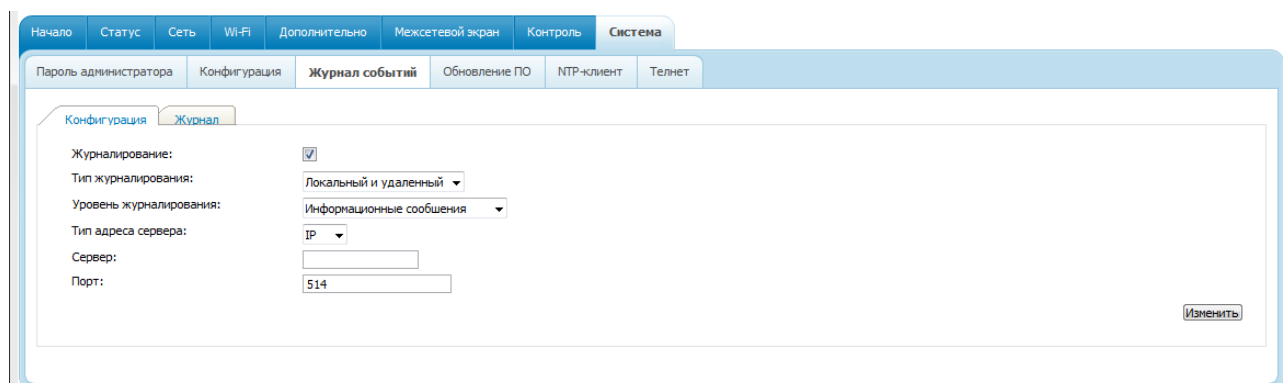 Начало Статус Сеть Wi-Fi Дополнительно Межсетевой экран Контроль Система
Пароль администратора Конфигурация Журнал событий Обновление ПО NTP-клиент Телнет
Конфигурация Журнал
Журналирование:
Тип журналирования: Локальный и удаленный
Уровень журналирования: Информационные сообщения
Тип адреса сервера: IP
Сервер:
Порт: 514
Изменить